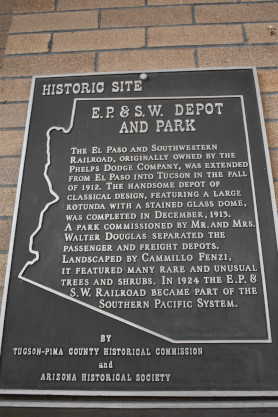 HISTORIC SITE
E.P. & S.W. DEPOT
AND PARK
THE EL PASO AND SOUTHWESTERN
RAILROAD, ORIGINALLY OWNED BY THE
PHELPS DODGE COMPANY, WAS EXTENDED
FROM EL PASO INTO TUCSON IN THE FALL
OF 1912. THE HANDSOME DEPOT OF
CLASSICAL DESIGN, FEATURING A LARGE
ROTUNDA WITH A STAINED GLASS DOME,
WAS COMPLETED IN DECEMBER, 1913.
A PARK COMMISSIONED BY MR. AND MRS.
WALTER DOUGLAS SEPARATED THE
PASSENGER AND FREIGHT DEPOTS.
LANDSCAPED BY CAMMILLO FENZI,
IT FEATURED MANY RARE AND UNUSUAL
TREES AND SHRUBS. IN 1924 THE E.P. &
S.W. RAILROAD BECAME PART OF THE
SOUTHERN PACIFIC SYSTEM.
BY
TUCSON-PIMA COUNTY HISTORICAL COMMISSION
and
ARIZONA HISTORICAL SOCIETY